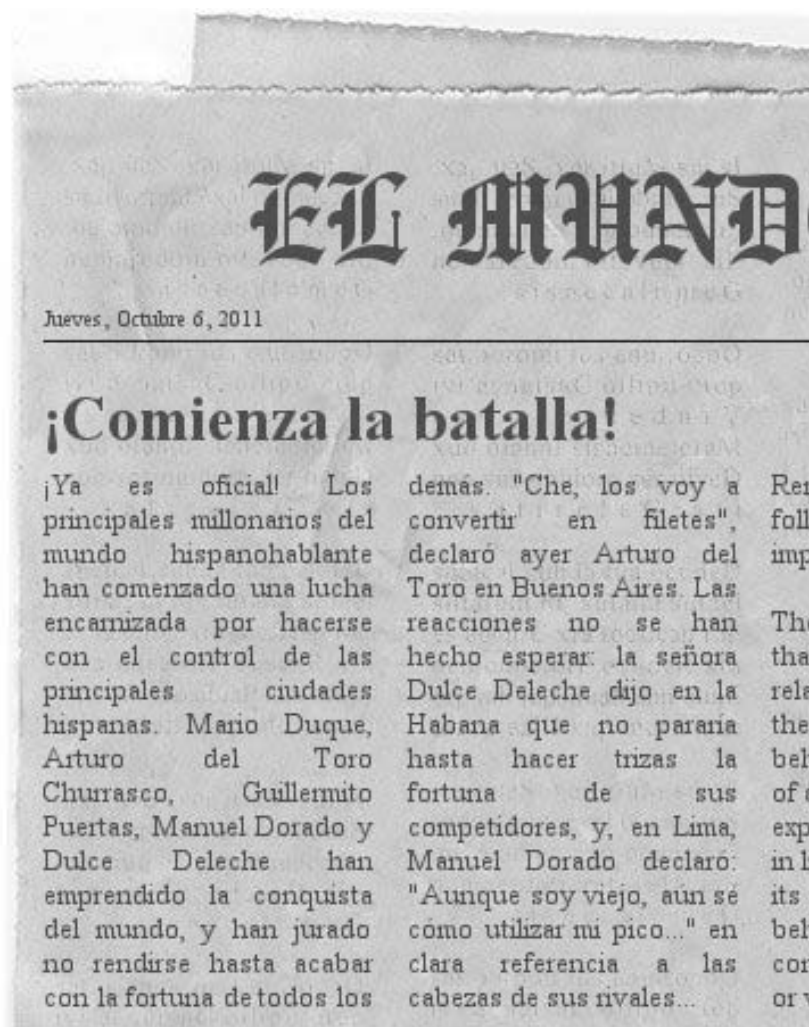 EL MUNDO
Jueves, Octubre 6, 2011
¡Comienza la batalla!
¡Ya es oficial! Los
principales millonarios del
mundo hispanohablante
han comenzado una lucha
encarnizada por hacerse
con el control de las
principales ciudades
hispanas. Mario Duque,
Arturo del Toro
Churrasco, Guillermito
Puertas, Manuel Dorado y
Dulce Deleche han
emprendido la conquista
del mundo, y han jurado
no rendirse hasta acabar
con la fortuna de todos los
demás. "Che, los voy a
convertir en filetes",
declaró ayer Arturo del
Toro en Buenos Aires. Las
reacciones no se han
hecho esperar: la señora
Dulce Deleche dijo en la
Habana que no pararía
hasta hacer trizas la
fortuna de sus
competidores, y, en Lima,
Manuel Dorado declaró:
"Aunque soy viejo, aún sé
cómo utilizar mi pico..." en
clara referencia a las
cabezas de sus rivales...
of
in
its
or